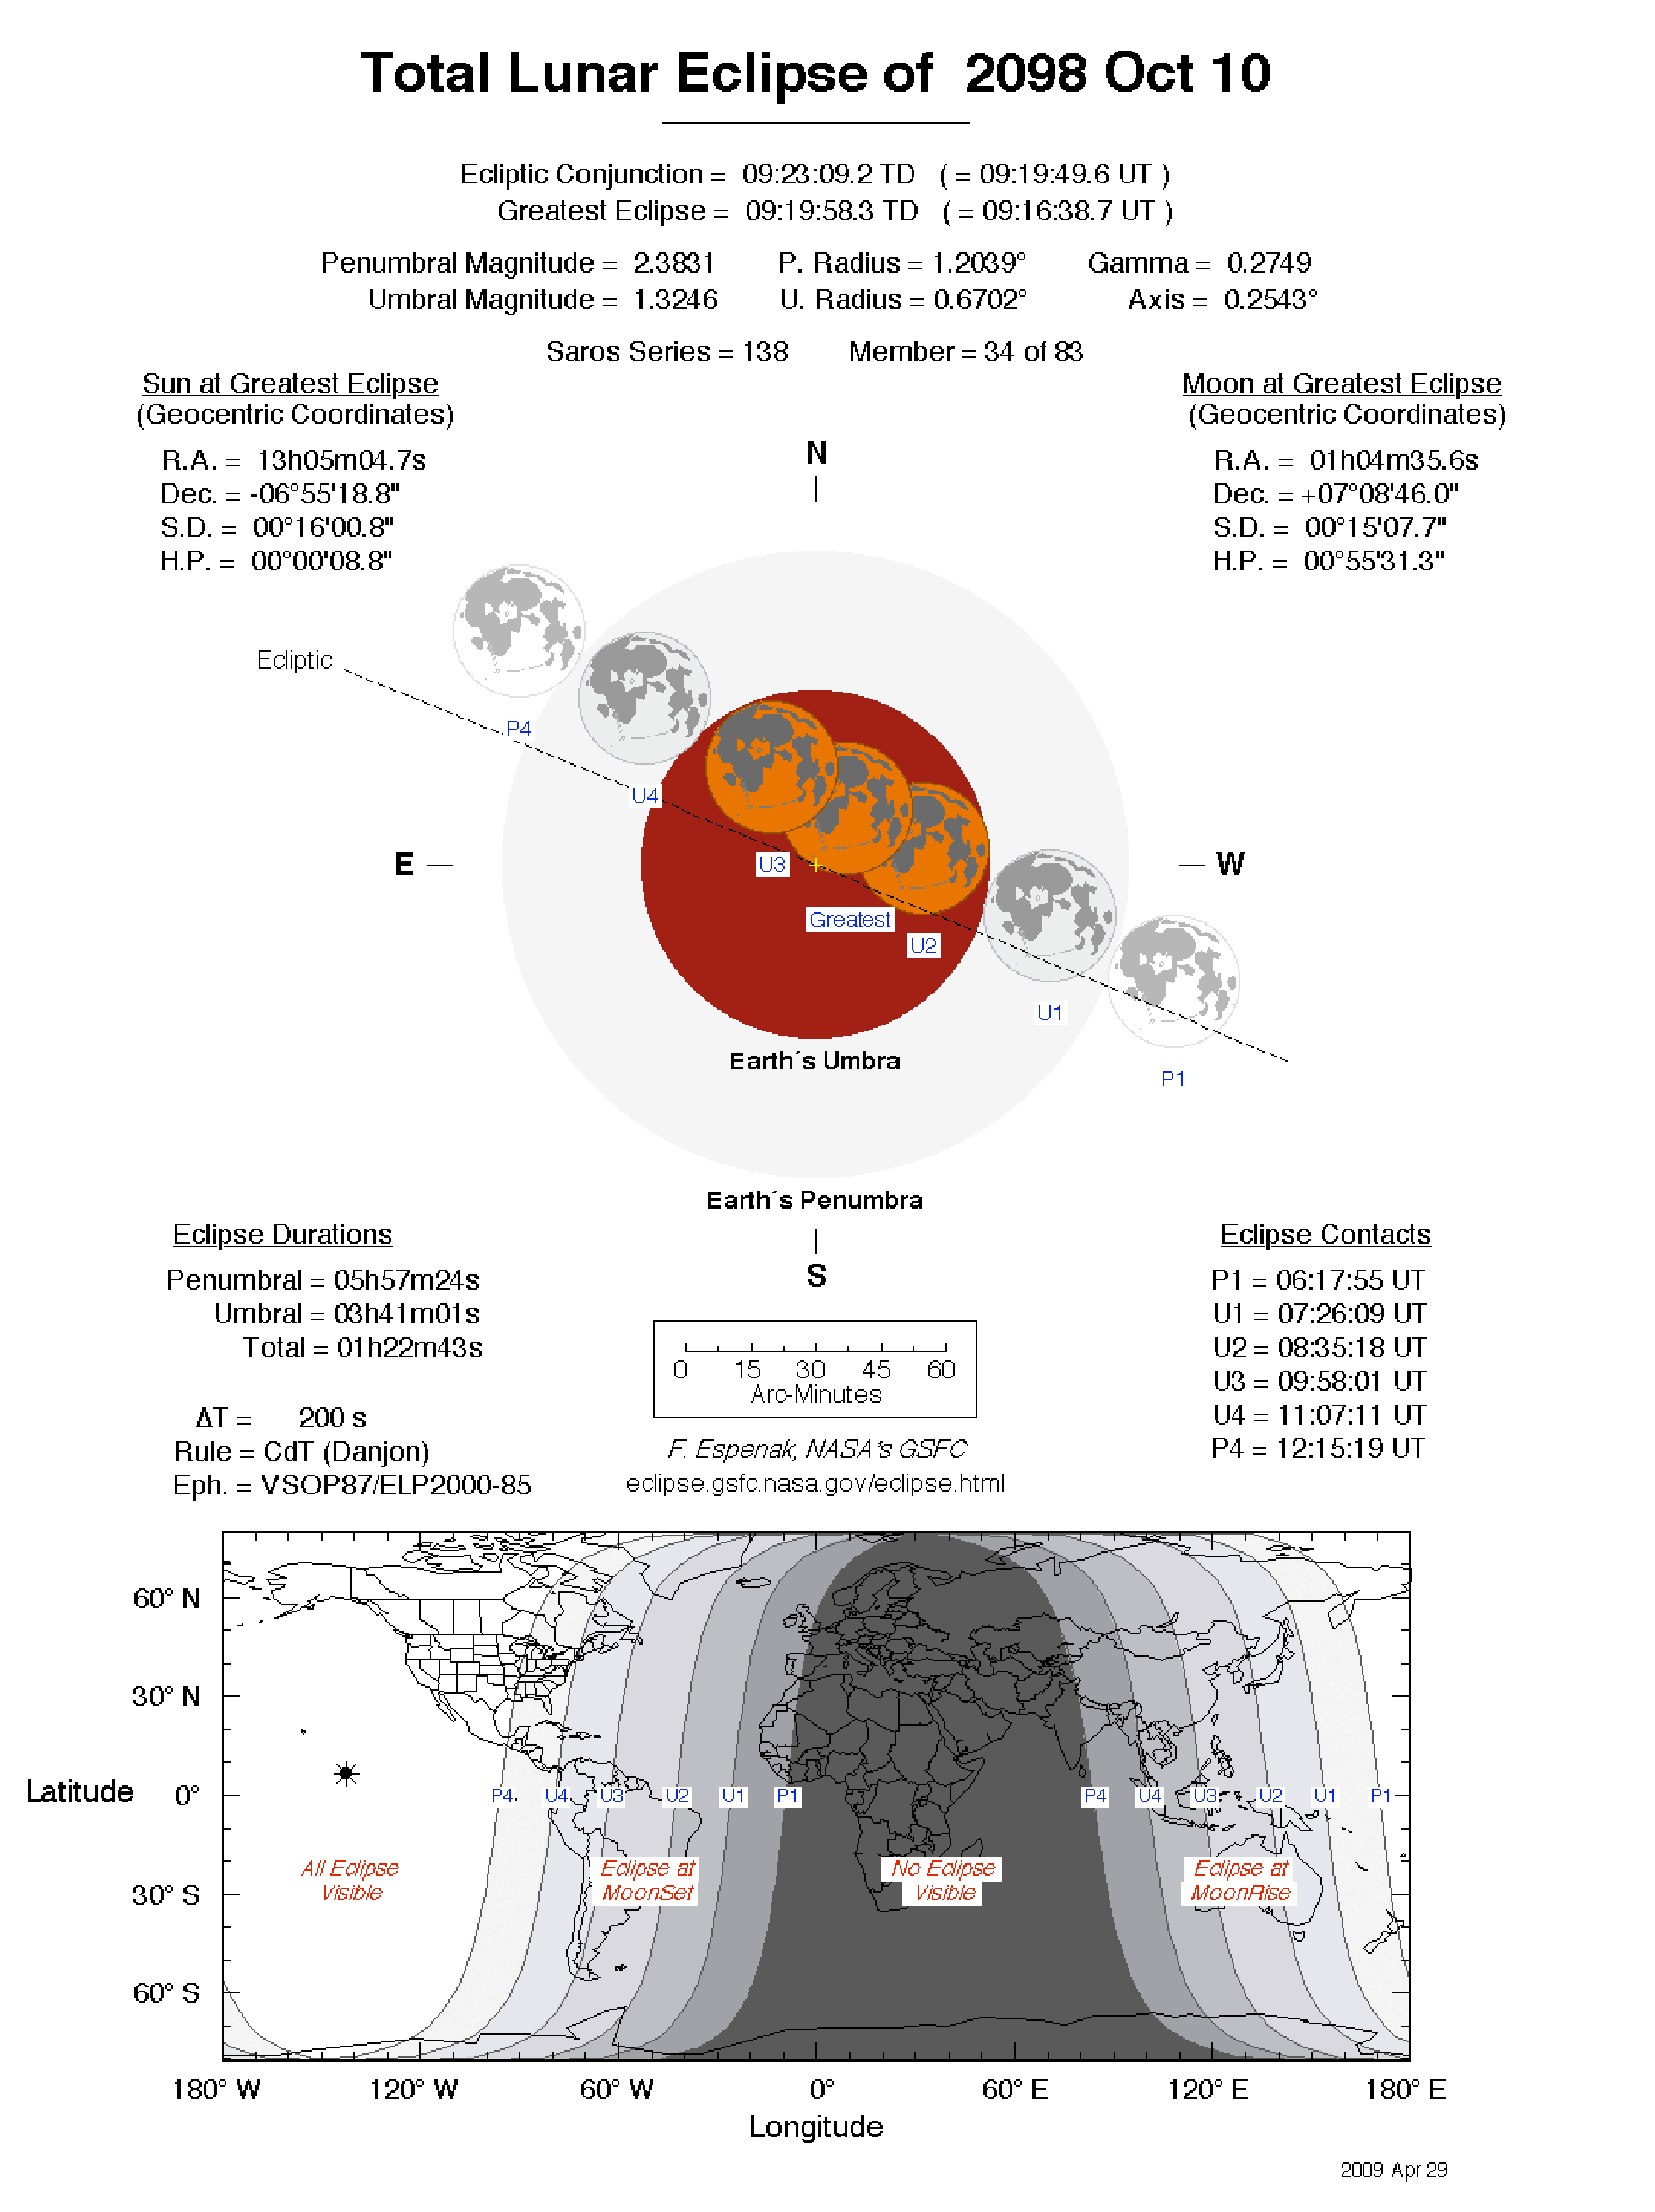 Total Lunar Eclipse of 2098 Oct 10
Ecliptic Conjunction = 09:23:09.2 TD ( = 09:19:49.6 UT )
Greatest Eclipse = 09:19:58.3 TD ( = 09:16:38.7 UT )
Penumbral Magnitude = 2.3831 P. Radius = 1.2039° Gamma = 0.2749
Umbral Magnitude = 1.3246 U. Radius = 0.6702° Axis = 0.2543°
Saros Series = 138 Member = 34 of 83
Sun at Greatest Eclipse
(Geocentric Coordinates)
R.A. = 13h05m04.7s
Dec. = -06°55'18.8"
S.D. = 00°16'00.8"
H.P. = 00°00'08.8"
Moon at Greatest Eclipse
(Geocentric Coordinates)
R.A. = 01h04m35.6s
Dec. = +07°08'46.0"
S.D. = 00°15'07.7"
H.P. = 00°55'31.3"
N
Ecliptic
P4
U4
E
U3
W
Greatest
U2
U1
P1
Earth´s Umbra
Earth´s Penumbra
S
Eclipse Durations
Penumbral = 05h57m24s
Umbral = 03h41m01s
Total = 01h22m43s
ΔT = 200 s
Rule = CdT (Danjon)
Eph. = VSOP87/ELP2000-85
0 15 30 45 60
Arc-Minutes
F. Espenak, NASA's GSFC
eclipse.gsfc.nasa.gov/eclipse.html
Eclipse Contacts
P1 = 06:17:55 UT
U1 = 07:26:09 UT
U2 = 08:35:18 UT
U3 = 09:58:01 UT
U4 = 11:07:11 UT
P4 = 12:15:19 UT
60° N
30° N
Latitude 0°
30° S
60° S
P4 U4 U3 U2 U1 P1 P4 U4 U3 U2 U1 P1
All Eclipse
Visible
Eclipse at
MoonSet
No Eclipse
Visible
Eclipse at
MoonRise
180° W 120° W 60° W 0° 60° E 120° E 180° E
Longitude
2009 Apr 29